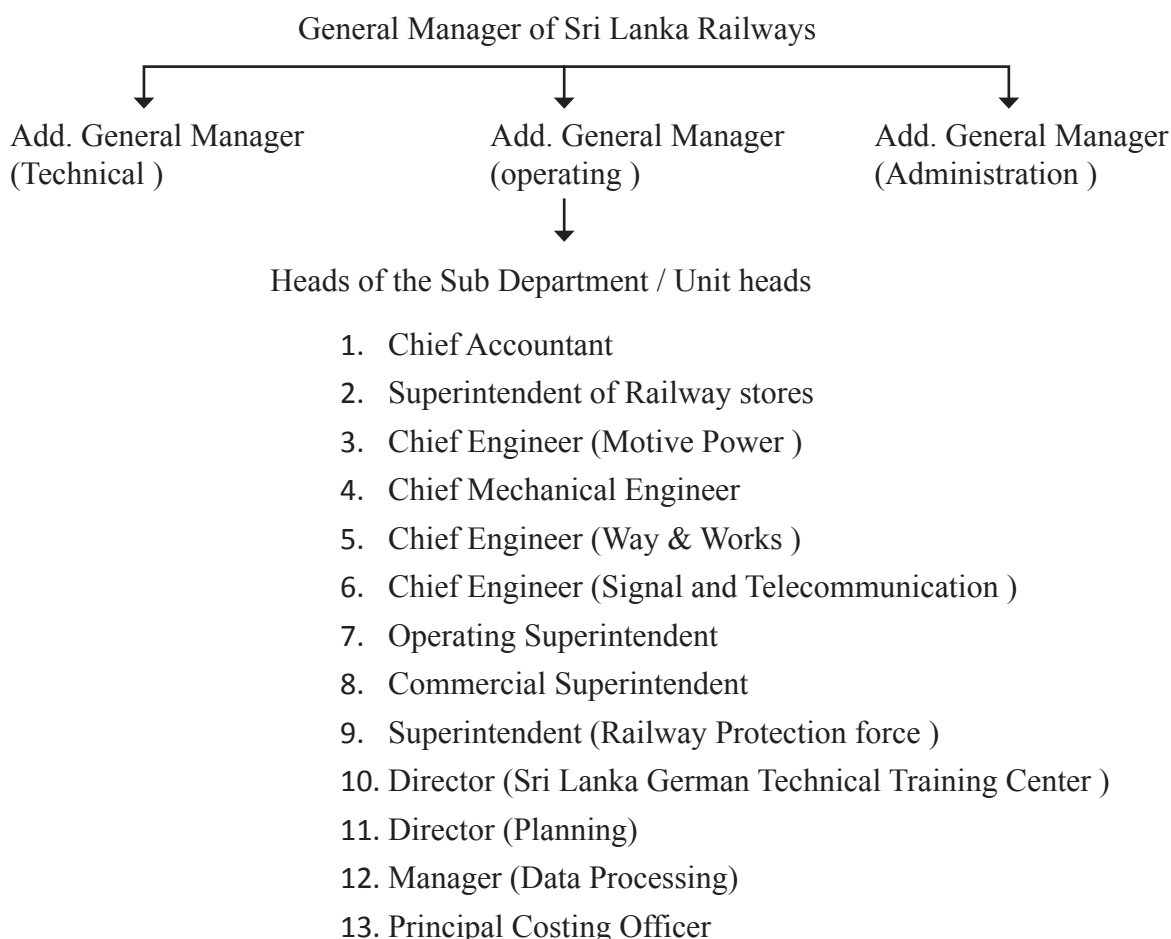 General Manager of Sri Lanka Railways
Add. General Manager
(Technical )
Add. General Manager
(operating )
Add. General Manager
(Administration )
Heads of the Sub Department / Unit heads
1. Chief Accountant
2. Superintendent of Railway stores
3. Chief Engineer (Motive Power )
4. Chief Mechanical Engineer
5. Chief Engineer (Way & Works )
6. Chief Engineer (Signal and Telecommunication )
7. Operating Superintendent
8. Commercial Superintendent
9. Superintendent (Railway Protection force )
10. Director (Sri Lanka German Technical Training Center )
11. Director (Planning)
12. Manager (Data Processing)
13. Principal Costing Officer